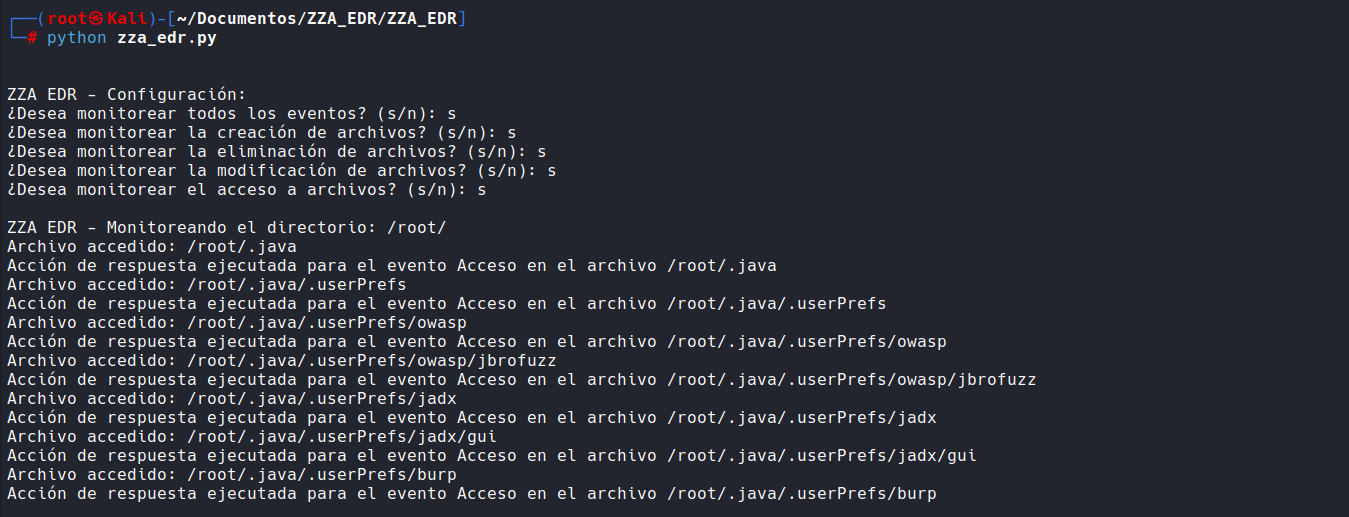 ┌──(root㉿Kali)-[~/Documentos/ZZA_EDR/ZZA_EDR]
└─# python zza_edr.py
ZZA EDR - Configuración:
¿Desea monitorear todos los eventos? (s/n): s
¿Desea monitorear la creación de archivos? (s/n): s
¿Desea monitorear la eliminación de archivos? (s/n): s
¿Desea monitorear la modificación de archivos? (s/n): s
¿Desea monitorear el acceso a archivos? (s/n): s
ZZA EDR - Monitoreando el directorio: /root/
Archivo accedido: /root/.java
Acción de respuesta ejecutada para el evento Acceso en el archivo /root/.java
Archivo accedido: /root/.java/.userPrefs
Acción de respuesta ejecutada para el evento Acceso en el archivo /root/.java/.userPrefs
Archivo accedido: /root/.java/.userPrefs/owasp
Acción de respuesta ejecutada para el evento Acceso en el archivo /root/.java/.userPrefs/owasp
Archivo accedido: /root/.java/.userPrefs/owasp/jbrofuzz
Acción de respuesta ejecutada para el evento Acceso en el archivo /root/.java/.userPrefs/owasp/jbrofuzz
Archivo accedido: /root/.java/.userPrefs/jadx
Acción de respuesta ejecutada para el evento Acceso en el archivo /root/.java/.userPrefs/jadx
Archivo accedido: /root/.java/.userPrefs/jadx/gui
Acción de respuesta ejecutada para el evento Acceso en el archivo /root/.java/.userPrefs/jadx/gui
Archivo accedido: /root/.java/.userPrefs/burp
Acción de respuesta ejecutada para el evento Acceso en el archivo /root/.java/.userPrefs/burp